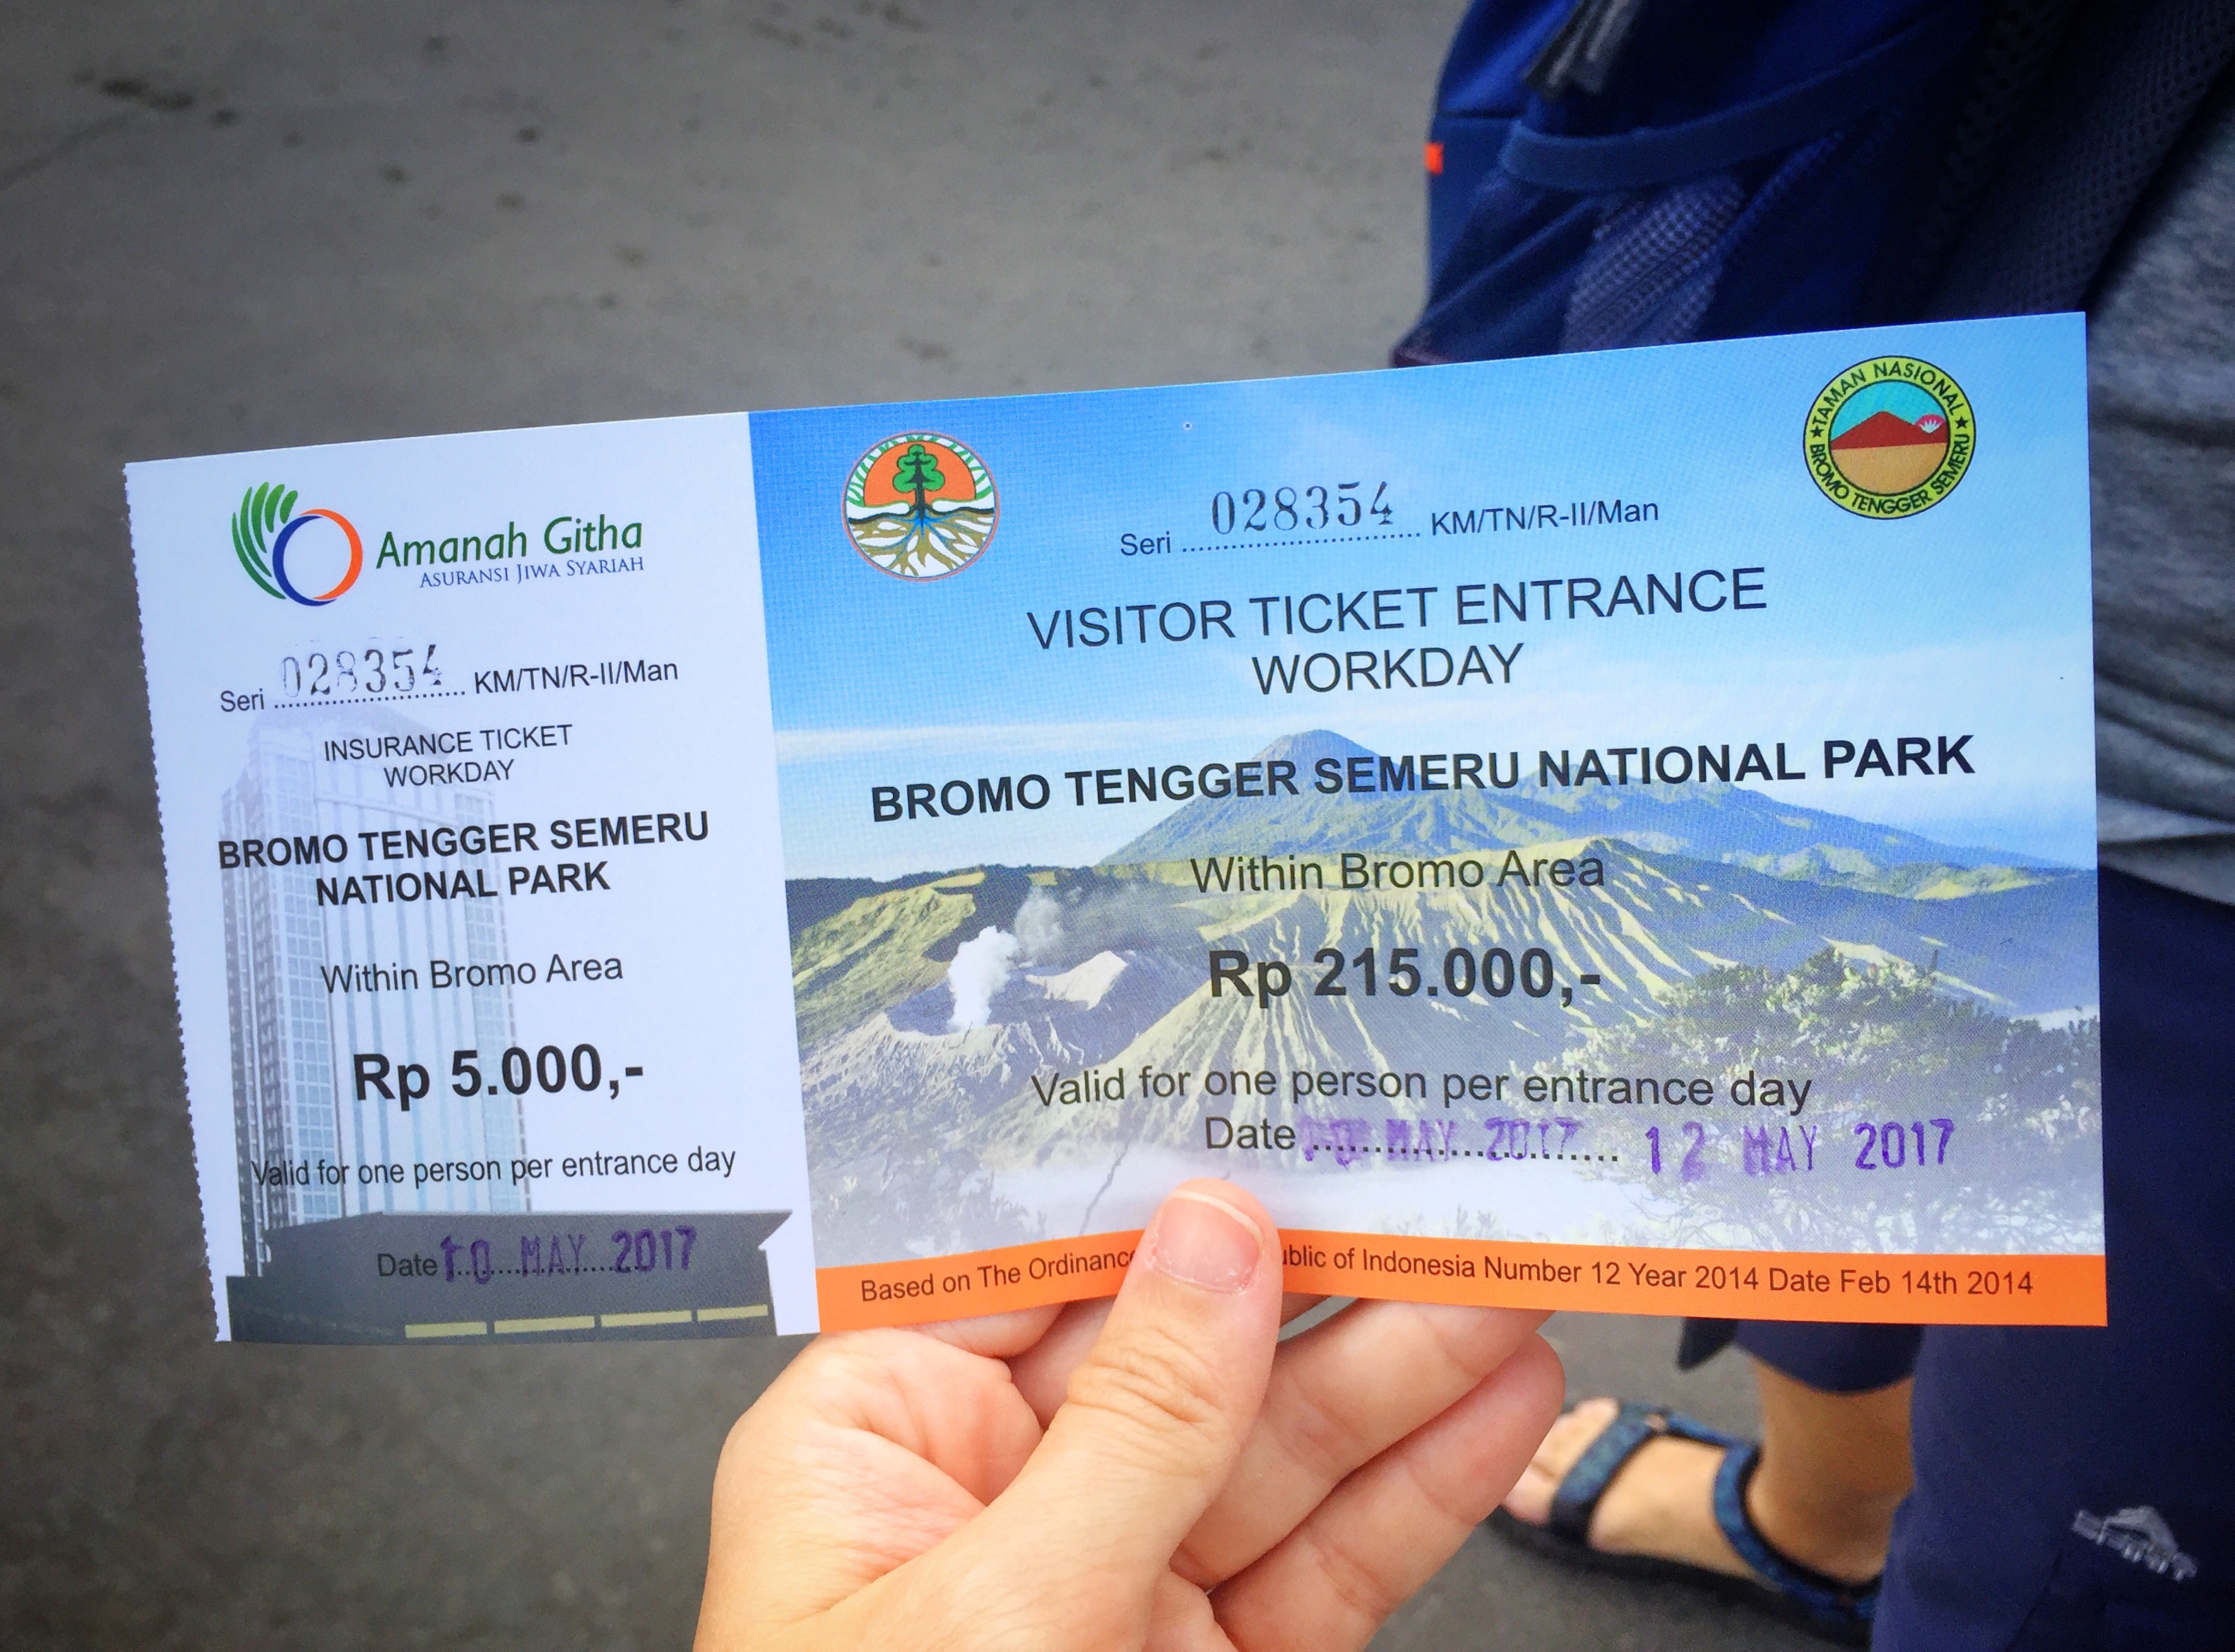 Amanah Githa
ASURANSI JIWA SYARIAH
Seri 028354 KM/TN/R-II/Man
INSURANCE TICKET
WORKDAY
BROMO TENGGER SEMERU
NATIONAL PARK
Within Bromo Area
Rp 5.000,-
Valid for one person per entrance day
Date 10 MAY 2017
TAMAN NASIONAL
BROMO TENGGER SEMERU
Seri 028354 KM/TN/R-II/Man
VISITOR TICKET ENTRANCE
WORKDAY
BROMO TENGGER SEMERU NATIONAL PARK
Within Bromo Area
Rp 215.000,-
Valid for one person per entrance day
Date MAY 2017 12 MAY 2017
Based on The Ordinance of Indonesia Number 12 Year 2014 Date Feb 14th 2014